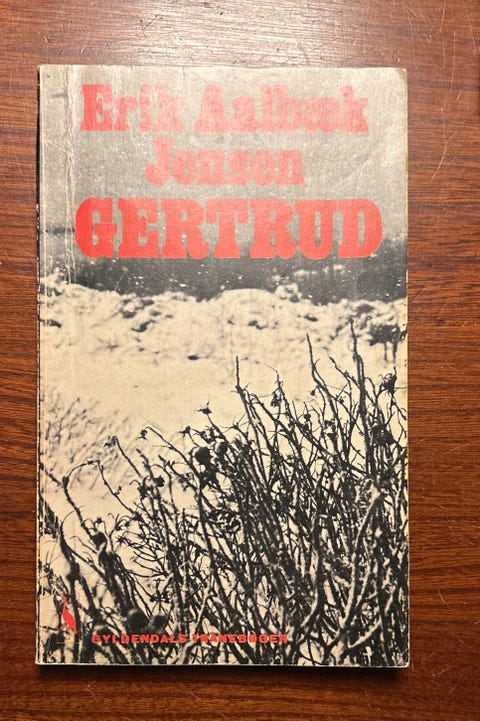 Erik Aalbæk
Jensen
GERTRUD
GYLDENDALS TRANEBØGER